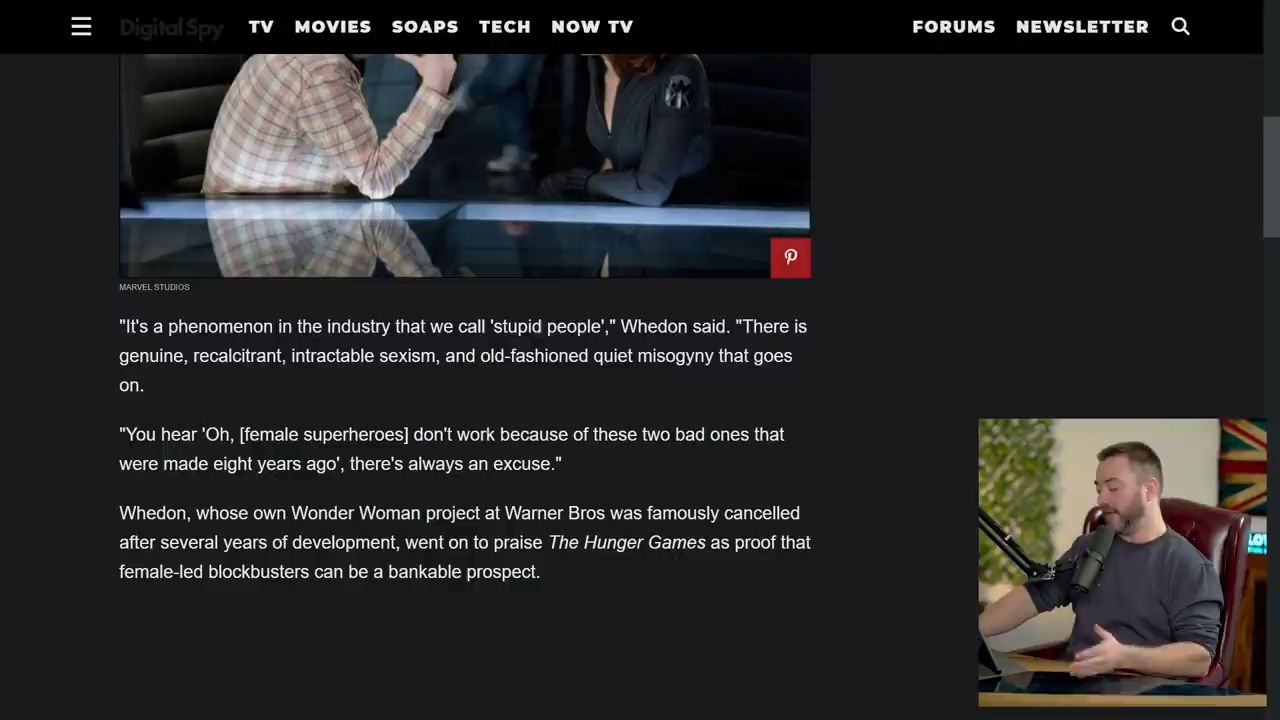 Digital Spy TV MOVIES SOAPS TECH NOW TV FORUMS NEWSLETTER
MARVEL STUDIOS
"It's a phenomenon in the industry that we call 'stupid people'," Whedon said. "There is
genuine, recalcitrant, intractable sexism, and old-fashioned quiet misogyny that goes
on.
"You hear 'Oh, [female superheroes] don't work because of these two bad ones that
were made eight years ago', there's always an excuse."
Whedon, whose own Wonder Woman project at Warner Bros was famously cancelled
after several years of development, went on to praise The Hunger Games as proof that
female-led blockbusters can be a bankable prospect.